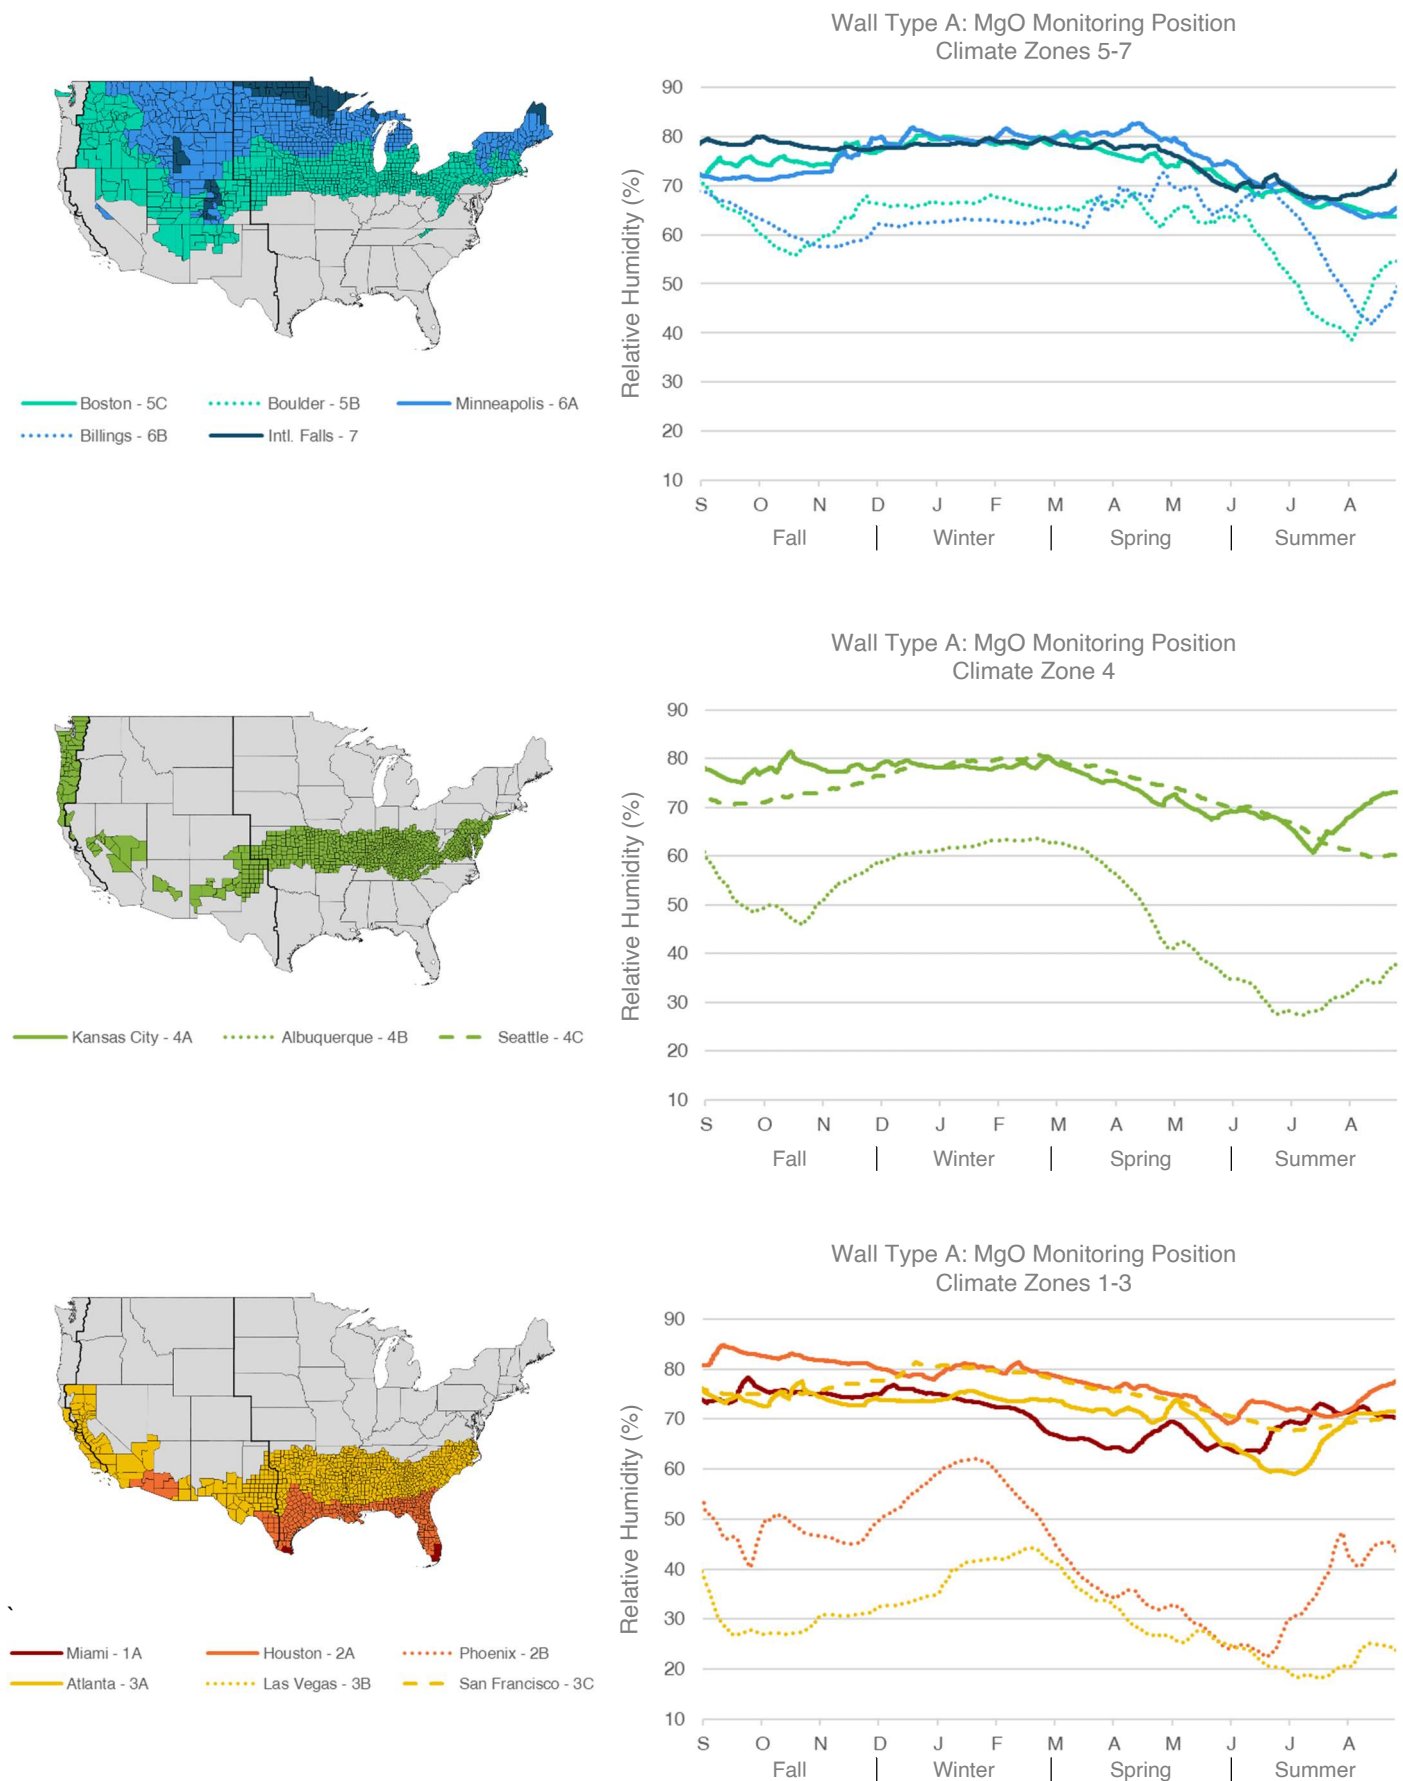 Wall Type A: MgO Monitoring Position
Climate Zones 5-7
Relative Humidity (%)
90
80
70
60
50
40
30
20
10
S O N D J F M A M J J A
Fall | Winter | Spring | Summer
Boston - 5C Boulder - 5B Minneapolis - 6A
Billings - 6B Intl. Falls - 7
Wall Type A: MgO Monitoring Position
Climate Zone 4
Relative Humidity (%)
90
80
70
60
50
40
30
20
10
S O N D J F M A M J J A
Fall | Winter | Spring | Summer
Kansas City - 4A Albuquerque - 4B Seattle - 4C
Wall Type A: MgO Monitoring Position
Climate Zones 1-3
Relative Humidity (%)
90
80
70
60
50
40
30
20
10
S O N D J F M A M J J A
Fall | Winter | Spring | Summer
`
Miami - 1A Houston - 2A Phoenix - 2B
Atlanta - 3A Las Vegas - 3B San Francisco - 3C